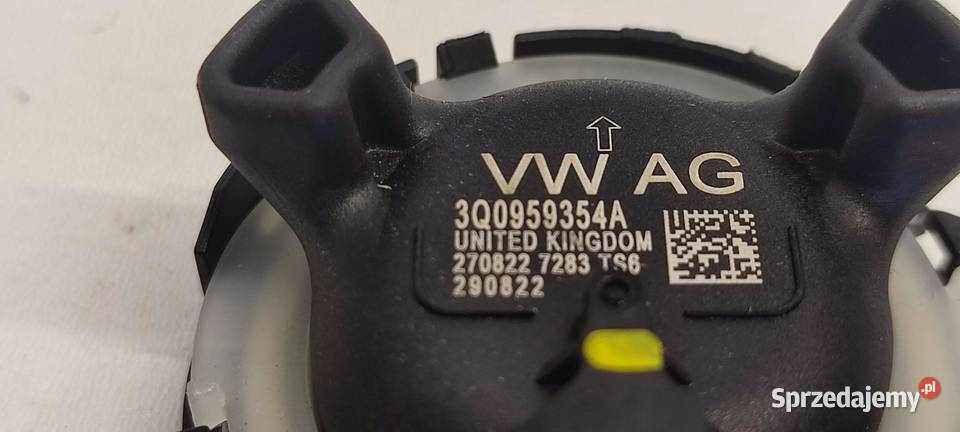 VW AG
3Q0959354A
UNITED KINGDOM
270822 7283 TS6
290822
Sprzedajemy.pl